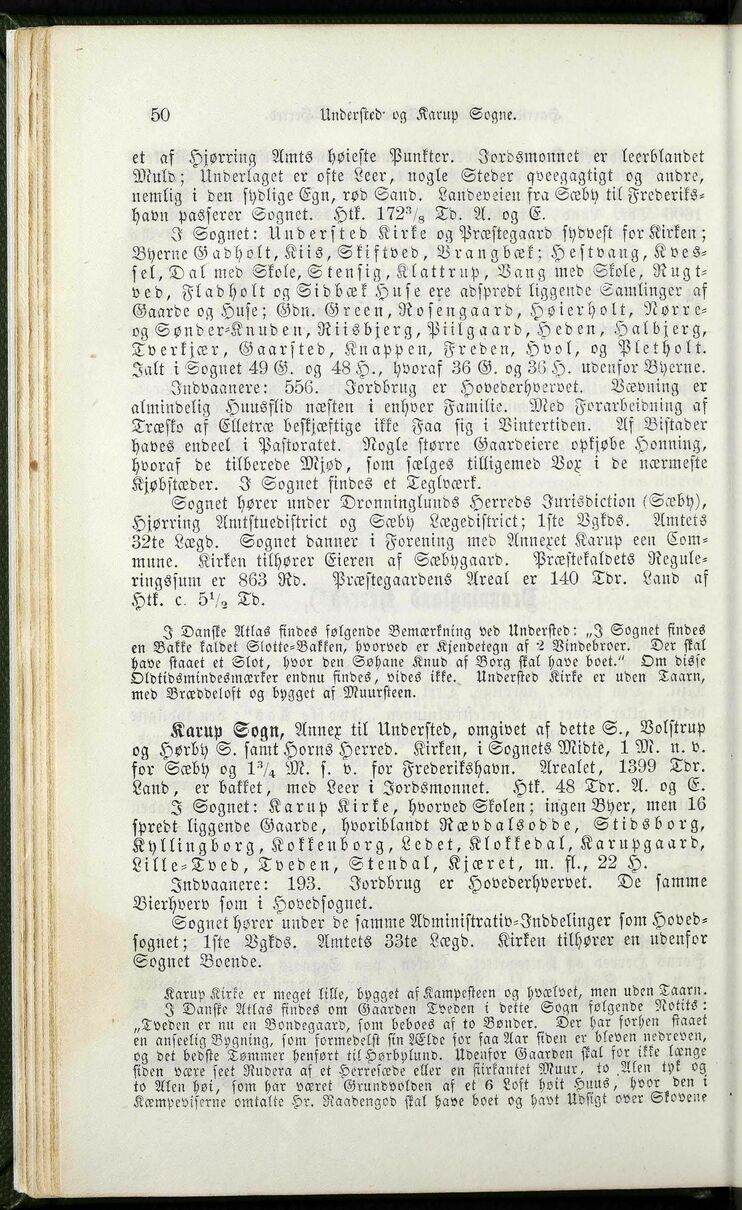 50 Understed- og Karup Sogne.
et af Hjørring Amts høieste Punkter. Jordsmonnet er leerblandet
Muld; Underlaget er ofte Leer, nogle Steder qveegagtigt og andre,
nemlig i den sydlige Egn, rød Sand. Landeveien fra Sæby til Frederiks-
havn passerer Sognet. Htk. 172³/₈ Td. A. og E.
I Sognet: Understed Kirke og Præstegaard sydvest for Kirken;
Byerne Gadholt, Kiis, Skiftved, Vrangbæk; Hestvang, Kves-
sel, Dal med Skole, Stensig, Klattrup, Vang med Skole, Rugt-
ved, Fladholt og Sidbæk Huse ere adspredt liggende Samlinger af
Gaarde og Huse; Gdn. Green, Rosengaard, Høierholt, Nørre-
og Sønder-Knuden, Riisbjerg, Piilgaard, Heden, Halbjerg,
Tverkjær, Gaarsted, Knappen, Freden, Hvol, og Pletholt.
Ialt i Sognet 49 G. og 48 H., hvoraf 36 G. og 36 H. udenfor Byerne.
Indvaanere: 556. Jordbrug er Hovederhvervet. Vævning er
almindelig Huusflid næsten i enhver Familie. Med Forarbeidning af
Træsko af Elletræ beskjæftige ikke Faa sig i Vintertiden. Af Bistader
haves endeel i Pastoratet. Nogle større Gaardeiere opkjøbe Honning,
hvoraf de tilberede Mjød, som sælges tilligemed Vox i de nærmeste
Kjøbstæder. I Sognet findes et Teglværk.
Sognet hører under Dronninglunds Herreds Jurisdiction (Sæby),
Hjørring Amtstuedistrict og Sæby Lægedistrict; 1ste Vgkds. Amtets
32te Lægd. Sognet danner i Forening med Annexet Karup een Com-
mune. Kirken tilhører Eieren af Sæbygaard. Præstekaldets Regule-
ringssum er 863 Rd. Præstegaardens Areal er 140 Tdr. Land af
Htk. c. 5¹/₂ Td.
I Danske Atlas findes følgende Bemærkning ved Understed: „I Sognet findes
en Bakke kaldet Slotte-Bakken, hvorved er Kjendetegn af 2 Vindebroer. Der skal
have staaet et Slot, hvor den Søhane Knud af Borg skal have boet." Om disse
Oldtidsmindesmærker endnu findes, vides ikke. Understed Kirke er uden Taarn,
med Bræddeloft og bygget af Muursteen.
Karup Sogn, Annex til Understed, omgivet af dette S., Volstrup
og Hørby S. samt Horns Herred. Kirken, i Sognets Midte, 1 M. n. v.
for Sæby og 1³/₄ M. s. v. for Frederikshavn. Arealet, 1399 Tdr.
Land, er bakket, med Leer i Jordsmonnet. Htk. 48 Tdr. A. og E.
I Sognet: Karup Kirke, hvorved Skolen; ingen Byer, men 16
spredt liggende Gaarde, hvoriblandt Rævdalsodde, Stidsborg,
Kyllingborg, Kokkenborg, Ledet, Klokkedal, Karupgaard,
Lille-Tved, Tveden, Stendal, Kjæret, m. fl., 22 H.
Indvaanere: 193. Jordbrug er Hovederhvervet. De samme
Bierhverv som i Hovedsognet.
Sognet hører under de samme Administrativ-Inddelinger som Hoved-
sognet; 1ste Vgkds. Amtets 33te Lægd. Kirken tilhører en udenfor
Sognet Boende.
Karup Kirke er meget lille, bygget af Kampesteen og hvælvet, men uden Taarn.
I Danske Atlas findes om Gaarden Tveden i dette Sogn følgende Notits:
„Tveden er nu en Bondegaard, som beboes af to Bønder. Der har forhen staaet
en anseelig Bygning, som formedelst sin Ælde for faa Aar siden er bleven nedreven,
og det bedste Tømmer henført til Hørbylund. Udenfor Gaarden skal for ikke længe
siden være seet Rudera af et Herresæde eller en firkantet Muur, to Alen tyk og
to Alen høi, som har været Grundvolden af et 6 Loft høit Huus, hvor den i
Kæmpeviserne omtalte Hr. Raadengod skal have boet og havt Udsigt over Skovene